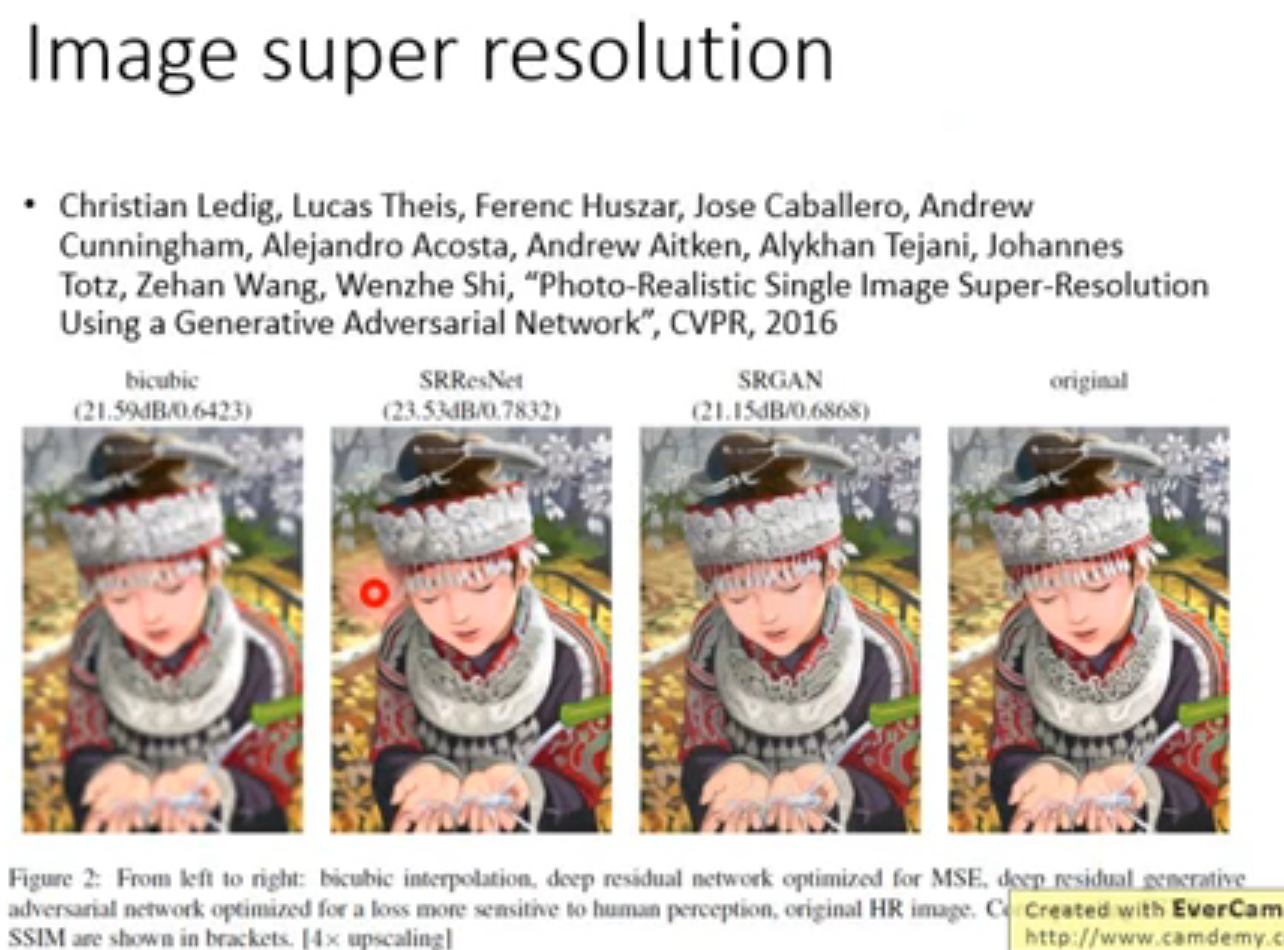 Image super resolution
• Christian Ledig, Lucas Theis, Ferenc Huszar, Jose Caballero, Andrew
Cunningham, Alejandro Acosta, Andrew Aitken, Alykhan Tejani, Johannes
Totz, Zehan Wang, Wenzhe Shi, “Photo-Realistic Single Image Super-Resolution
Using a Generative Adversarial Network”, CVPR, 2016
bicubic
(21.59dB/0.6423)
SRResNet
(23.53dB/0.7832)
SRGAN
(21.15dB/0.6868)
original
Figure 2: From left to right: bicubic interpolation, deep residual network optimized for MSE, deep residual generative
adversarial network optimized for a loss more sensitive to human perception, original HR image.
SSIM are shown in brackets. [4× upscaling]
Created with EverCam
http://www.camdemy.c